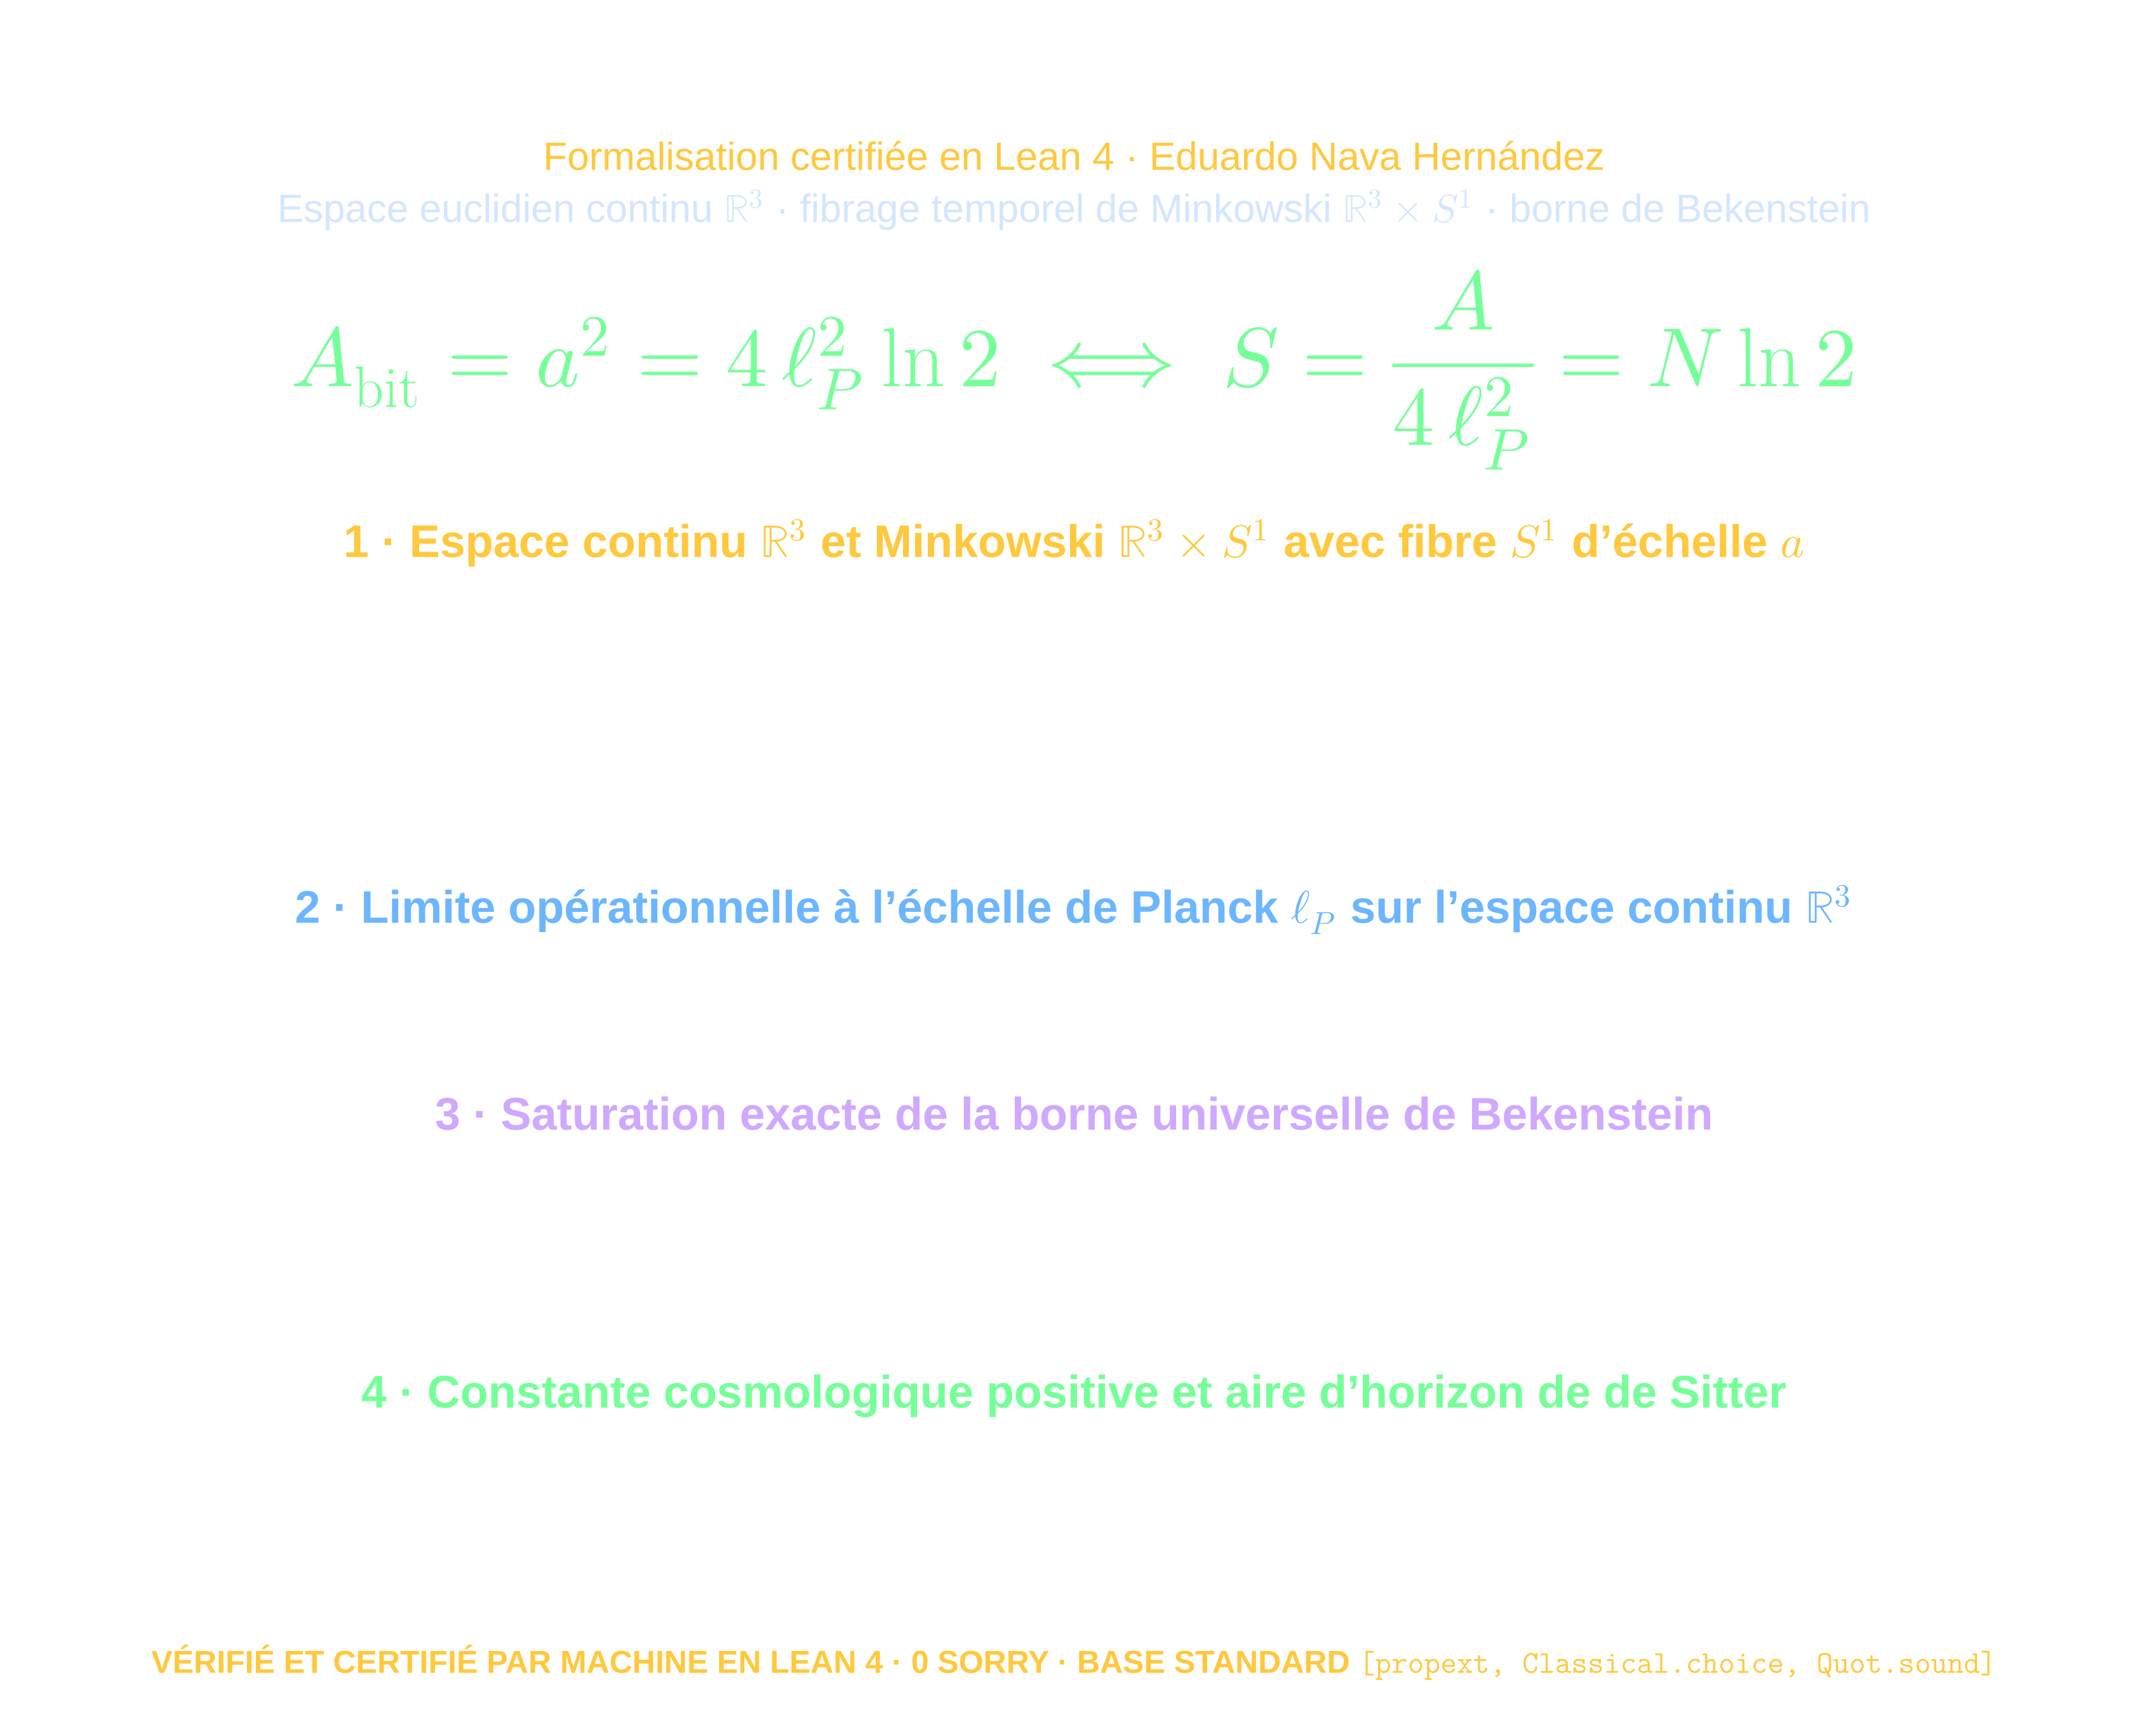 Formalisation certifiée en Lean 4 · Eduardo Nava Hernández
Espace euclidien continu ℝ³ · fibrage temporel de Minkowski ℝ³ × S¹ · borne de Bekenstein
A_bit = a² = 4 ℓ_P² ln 2 ⟺ S = A / (4 ℓ_P²) = N ln 2
1 · Espace continu ℝ³ et Minkowski ℝ³ × S¹ avec fibre S¹ d’échelle a
2 · Limite opérationnelle à l’échelle de Planck ℓ_P sur l’espace continu ℝ³
3 · Saturation exacte de la borne universelle de Bekenstein
4 · Constante cosmologique positive et aire d’horizon de de Sitter
VÉRIFIÉ ET CERTIFIÉ PAR MACHINE EN LEAN 4 · 0 SORRY · BASE STANDARD [propext, Classical.choice, Quot.sound]